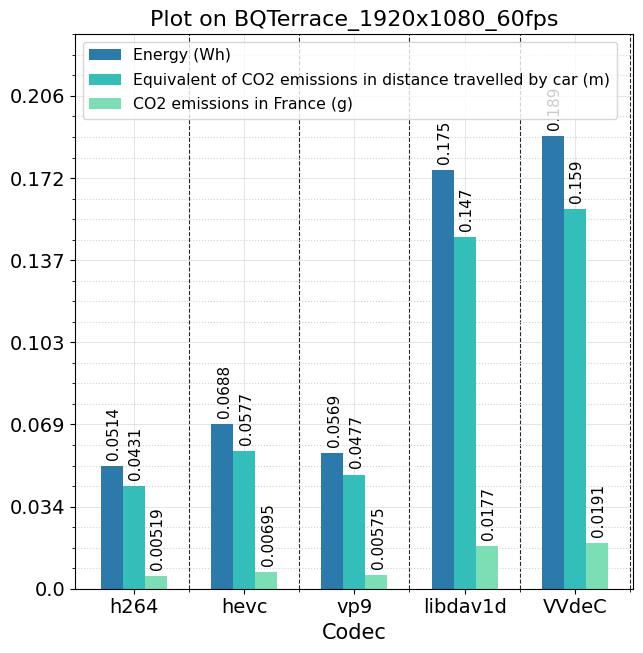 Plot on BQTerrace_1920x1080_60fps
Energy (Wh)
Equivalent of CO2 emissions in distance travelled by car (m)
CO2 emissions in France (g)
0.206
0.172
0.137
0.103
0.069
0.034
0.0
0.0514
0.0431
0.00519
0.0688
0.0577
0.00695
0.0569
0.0477
0.00575
0.175
0.147
0.0177
0.189
0.159
0.0191
h264
hevc
vp9
libdav1d
VVdeC
Codec